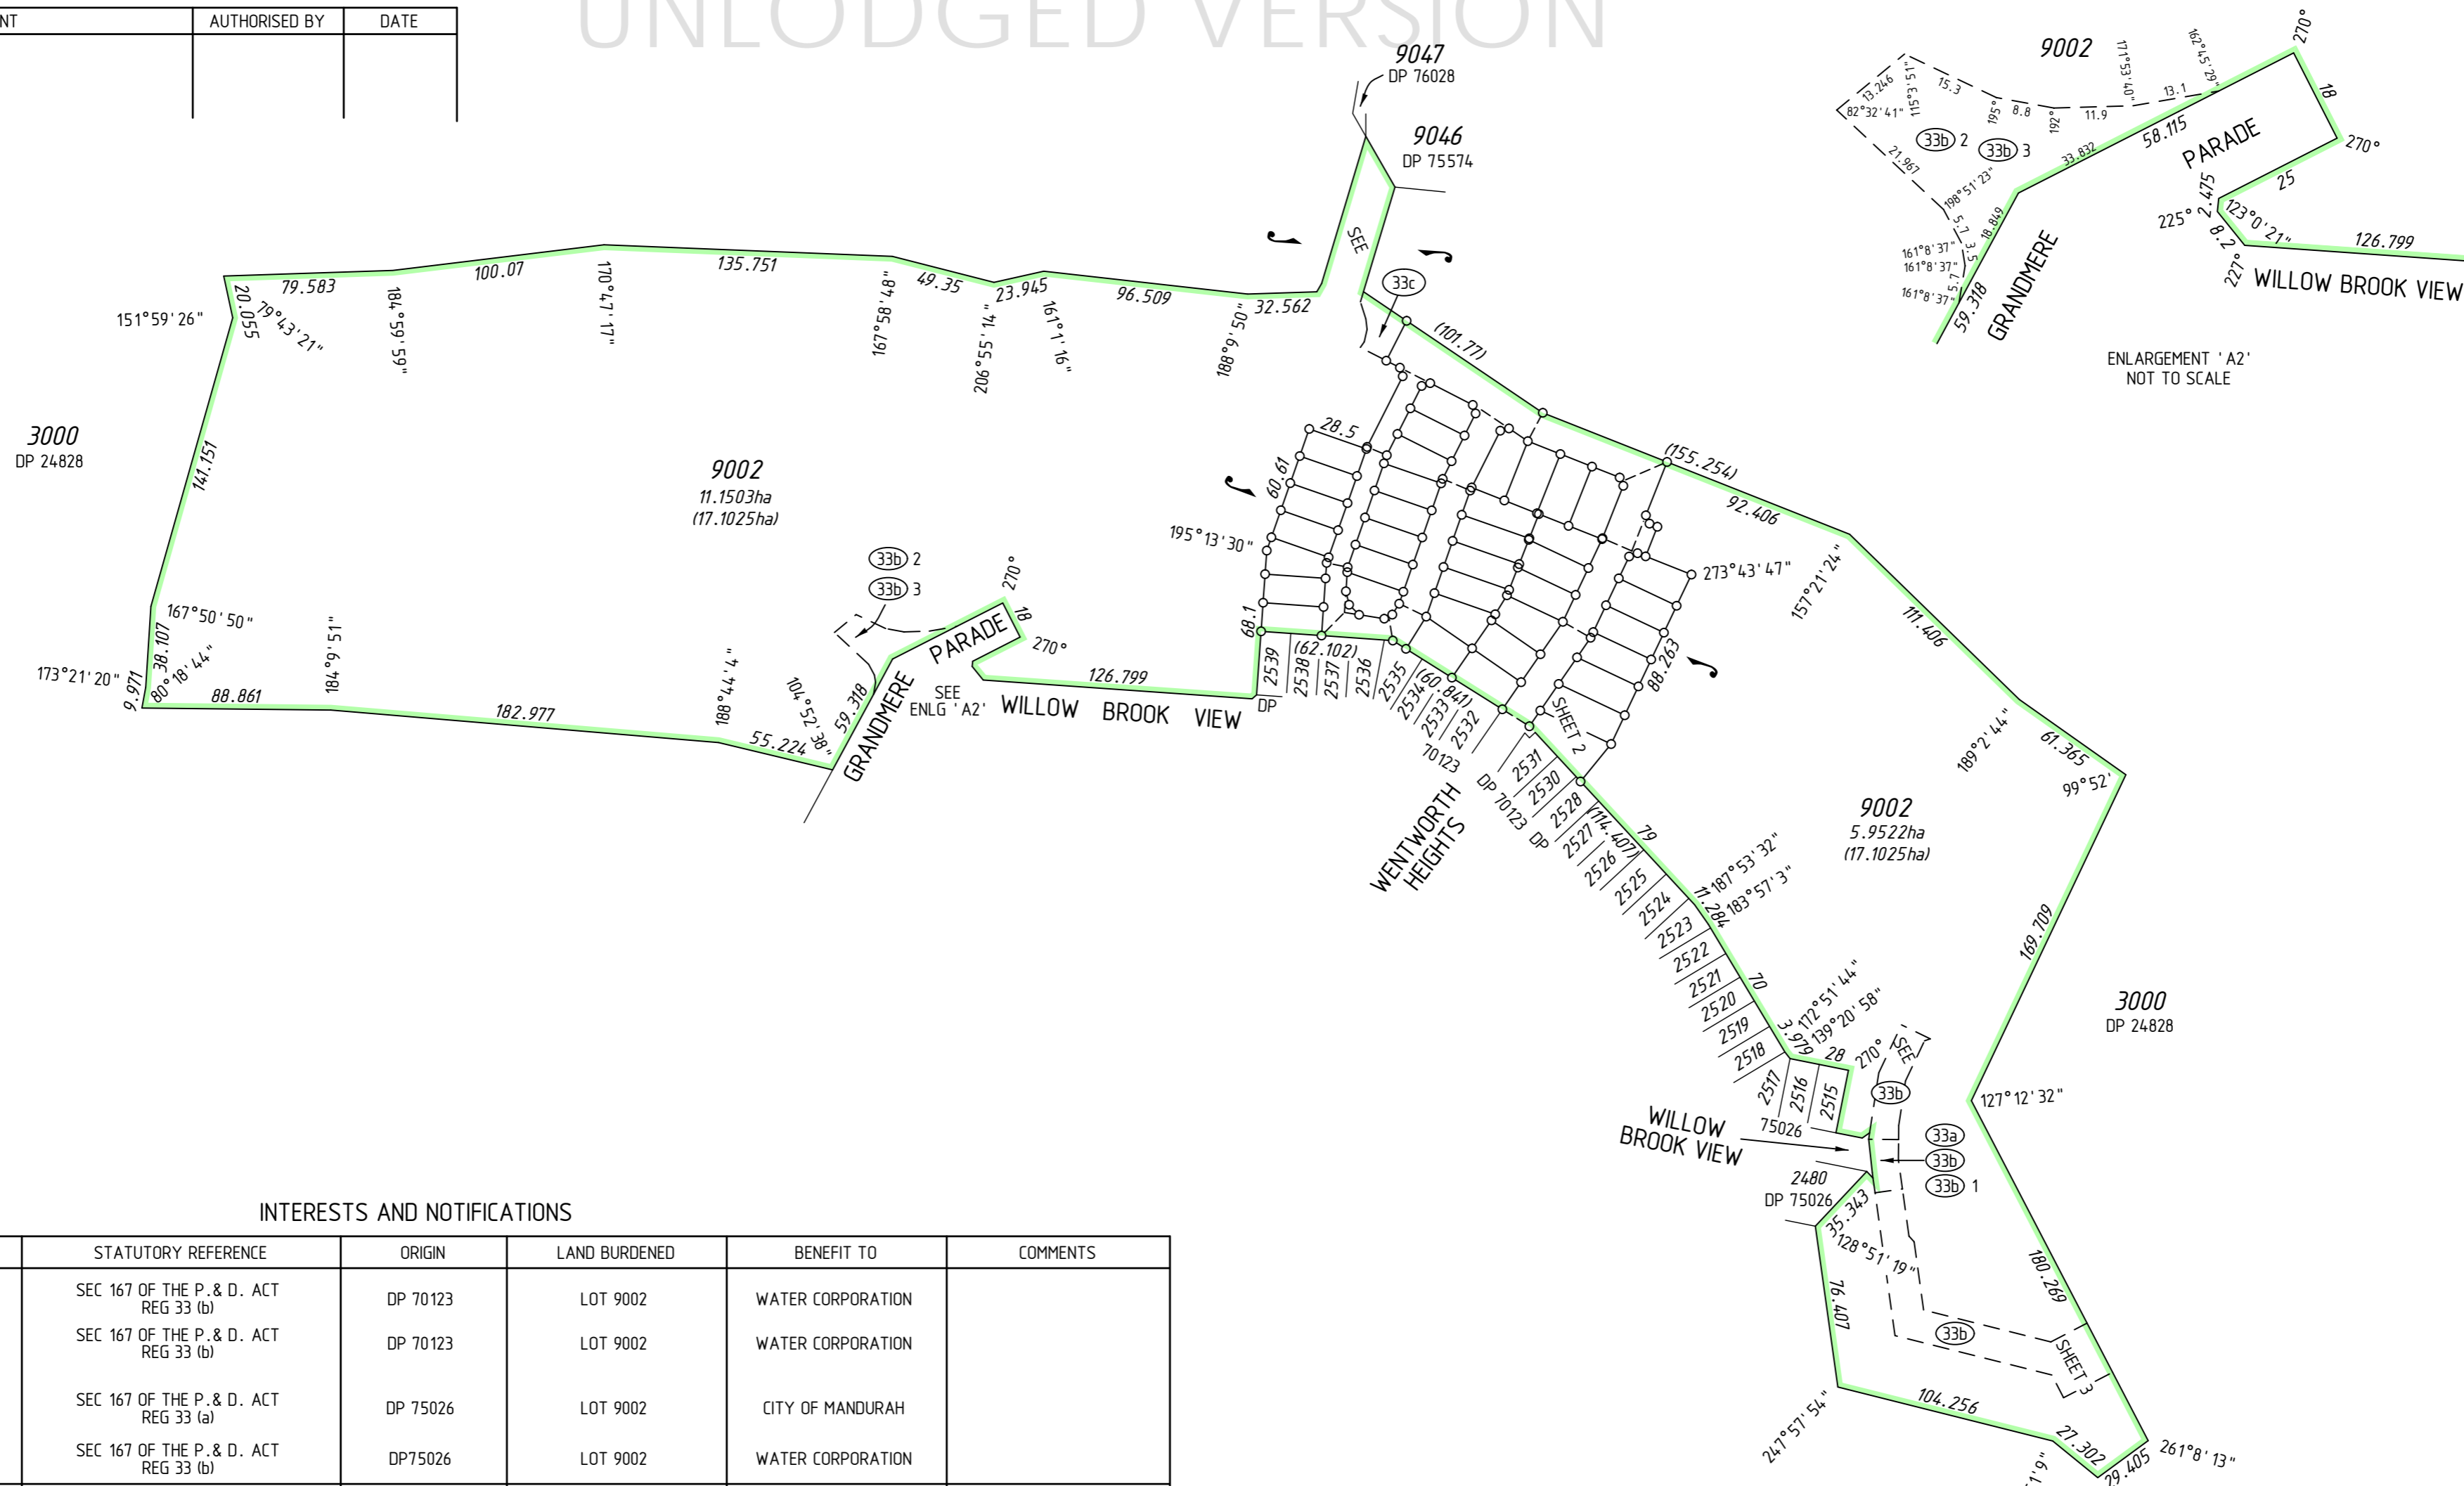 UNLODGED VERSION
NT
AUTHORISED BY
DATE
9047
DP 76028
9046
DP 75574
SEE
33c
79.583
100.07
135.751
49.35
23.945
96.509
32.562
151°59'26"
20.055
79°43'21"
184°59'59"
170°47'17"
167°58'48"
206°55'14"
161°1'16"
188°9'50"
3000
DP 24828
141.151
9002
11.1503ha
(17.1025ha)
167°50'50"
38.107
173°21'20"
9.971
80°18'44"
88.861
184°9'51"
182.977
188°44'4"
55.224
104°52'38"
59.318
33b 2
33b 3
GRANDMERE
PARADE
270°
18
270°
SEE
ENLG 'A2'
126.799
WILLOW BROOK VIEW
DP
28.5
60.61
195°13'30"
68.1
(101.77)
(155.254)
92.406
273°43'47"
88.263
(62.102)
(60.841)
2539
2538
2537
2536
2535
2534
2533
2532
70123
SHEET 2
2531
2530
DP 70123
2528
DP
2527
2526
2525
2524
2523
2522
2521
2520
2519
2518
2517
2516
2515
75026
WENTWORTH
HEIGHTS
(114.407)
79
187°53'32"
11.284
183°57'3"
70
172°51'44"
3.979
139°20'58"
28
270°
157°21'24"
111.406
189°2'44"
61.365
99°52'
9002
5.9522ha
(17.1025ha)
169.709
3000
DP 24828
127°12'32"
SEE
33b
33a
33b
33b 1
WILLOW
BROOK VIEW
2480
DP 75026
35.343
128°51'19"
76.407
180.269
33b
SHEET 3
247°57'54"
104.256
27.302
29.405
261°8'13"
1'9"
9002
13.246
82°32'41"
115°3'51"
15.3
195°
8.8
192°
11.9
171°53'40"
13.1
162°45'29"
270°
18
270°
33b 2
33b 3
33.832
58.115
PARADE
25
21.967
198°51'23"
5.7
3.5
5.7
18.849
161°8'37"
161°8'37"
161°8'37"
59.318
GRANDMERE
2.475
225°
123°0'21"
8.2
227°
126.799
WILLOW BROOK VIEW
ENLARGEMENT 'A2'
NOT TO SCALE
INTERESTS AND NOTIFICATIONS
STATUTORY REFERENCE
ORIGIN
LAND BURDENED
BENEFIT TO
COMMENTS
SEC 167 OF THE P.& D. ACT
REG 33 (b)
DP 70123
LOT 9002
WATER CORPORATION
SEC 167 OF THE P.& D. ACT
REG 33 (b)
DP 70123
LOT 9002
WATER CORPORATION
SEC 167 OF THE P.& D. ACT
REG 33 (a)
DP 75026
LOT 9002
CITY OF MANDURAH
SEC 167 OF THE P.& D. ACT
REG 33 (b)
DP75026
LOT 9002
WATER CORPORATION